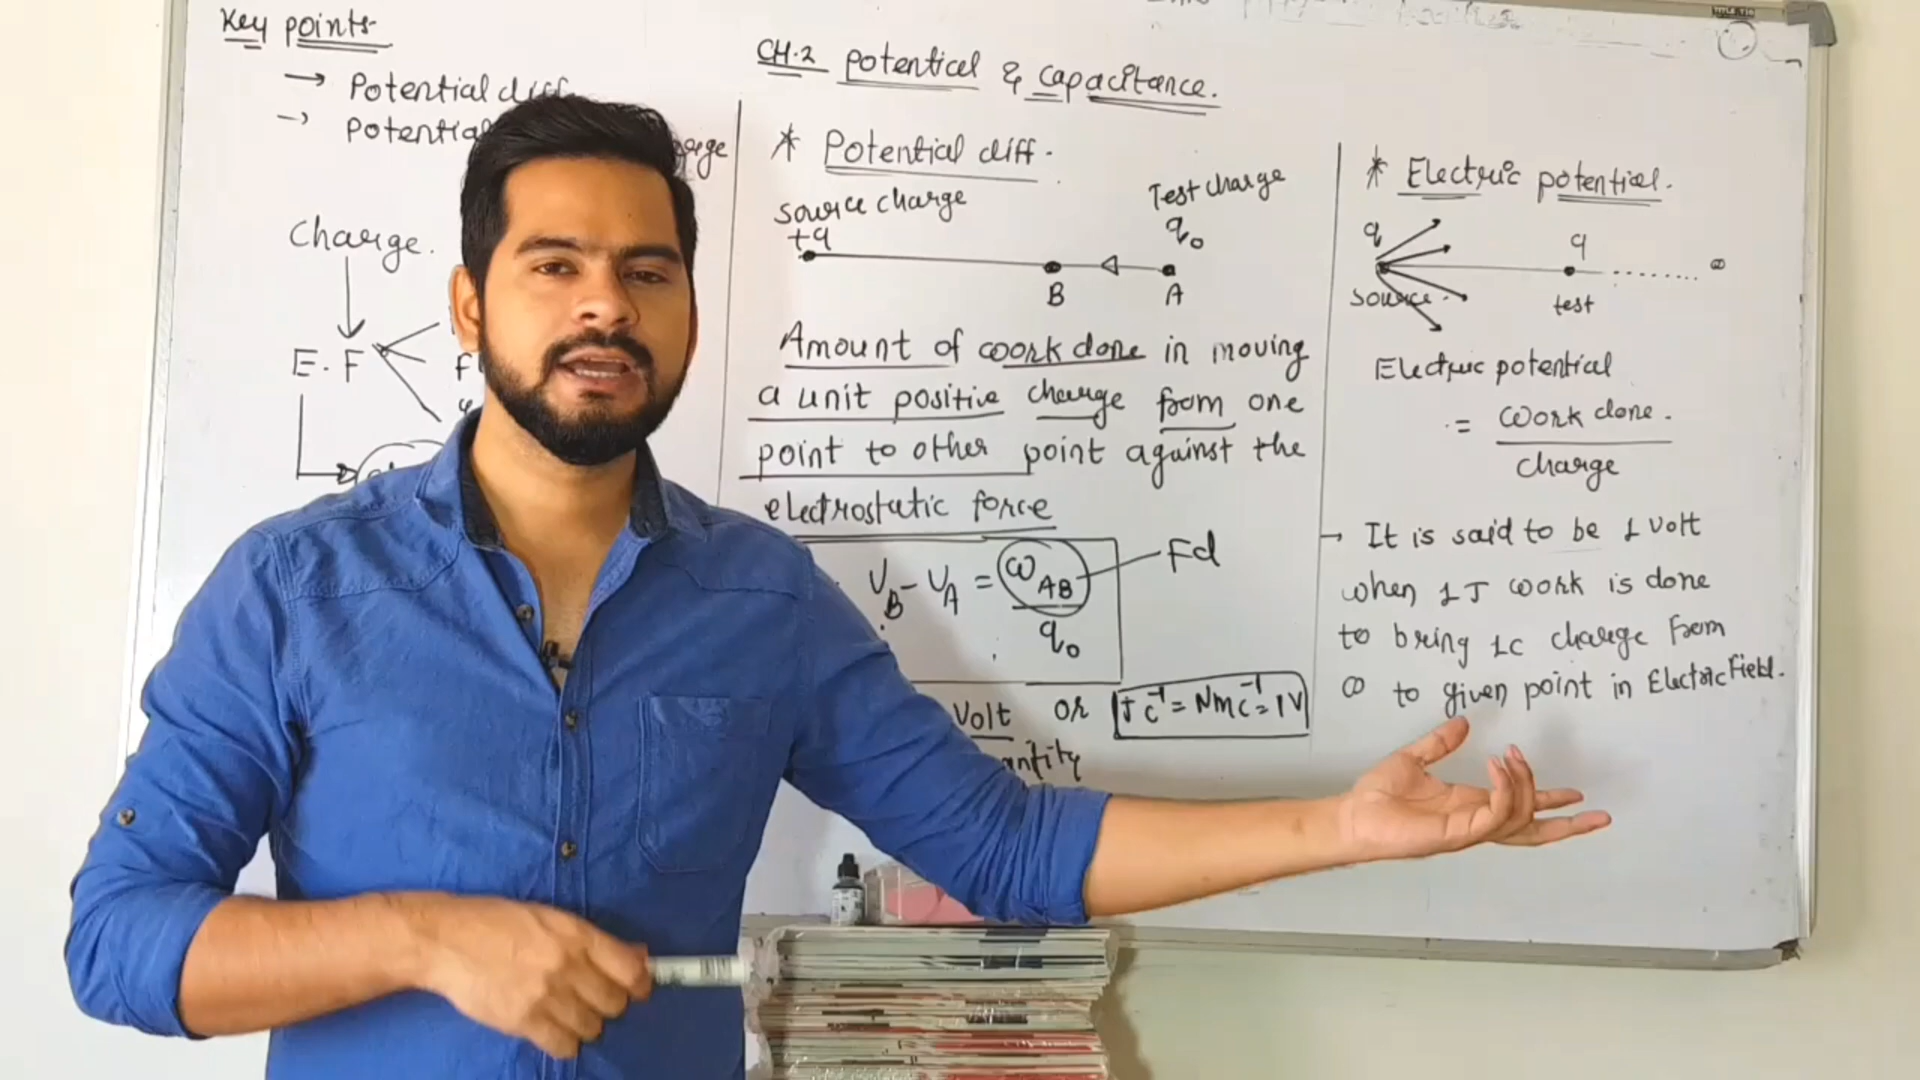 Key points-
→ Potential diff
→ Potential
Charge.
E.F
CH.2 potential & capacitance.
* Potential diff.
Source charge
+q
Test charge
q₀
B
A
Amount of work done in moving
a unit positive charge from one
point to other point against the
electrostatic force
V_B - V_A = W_AB / q₀
Fd
Volt or JC⁻¹ = NmC⁻¹ = 1V
* Electric potential.
q
q
∞
source.
test
Electric potential
= Work done.
charge
→ It is said to be 1 volt
when 1J work is done
to bring 1C charge from
∞ to given point in Electric Field.